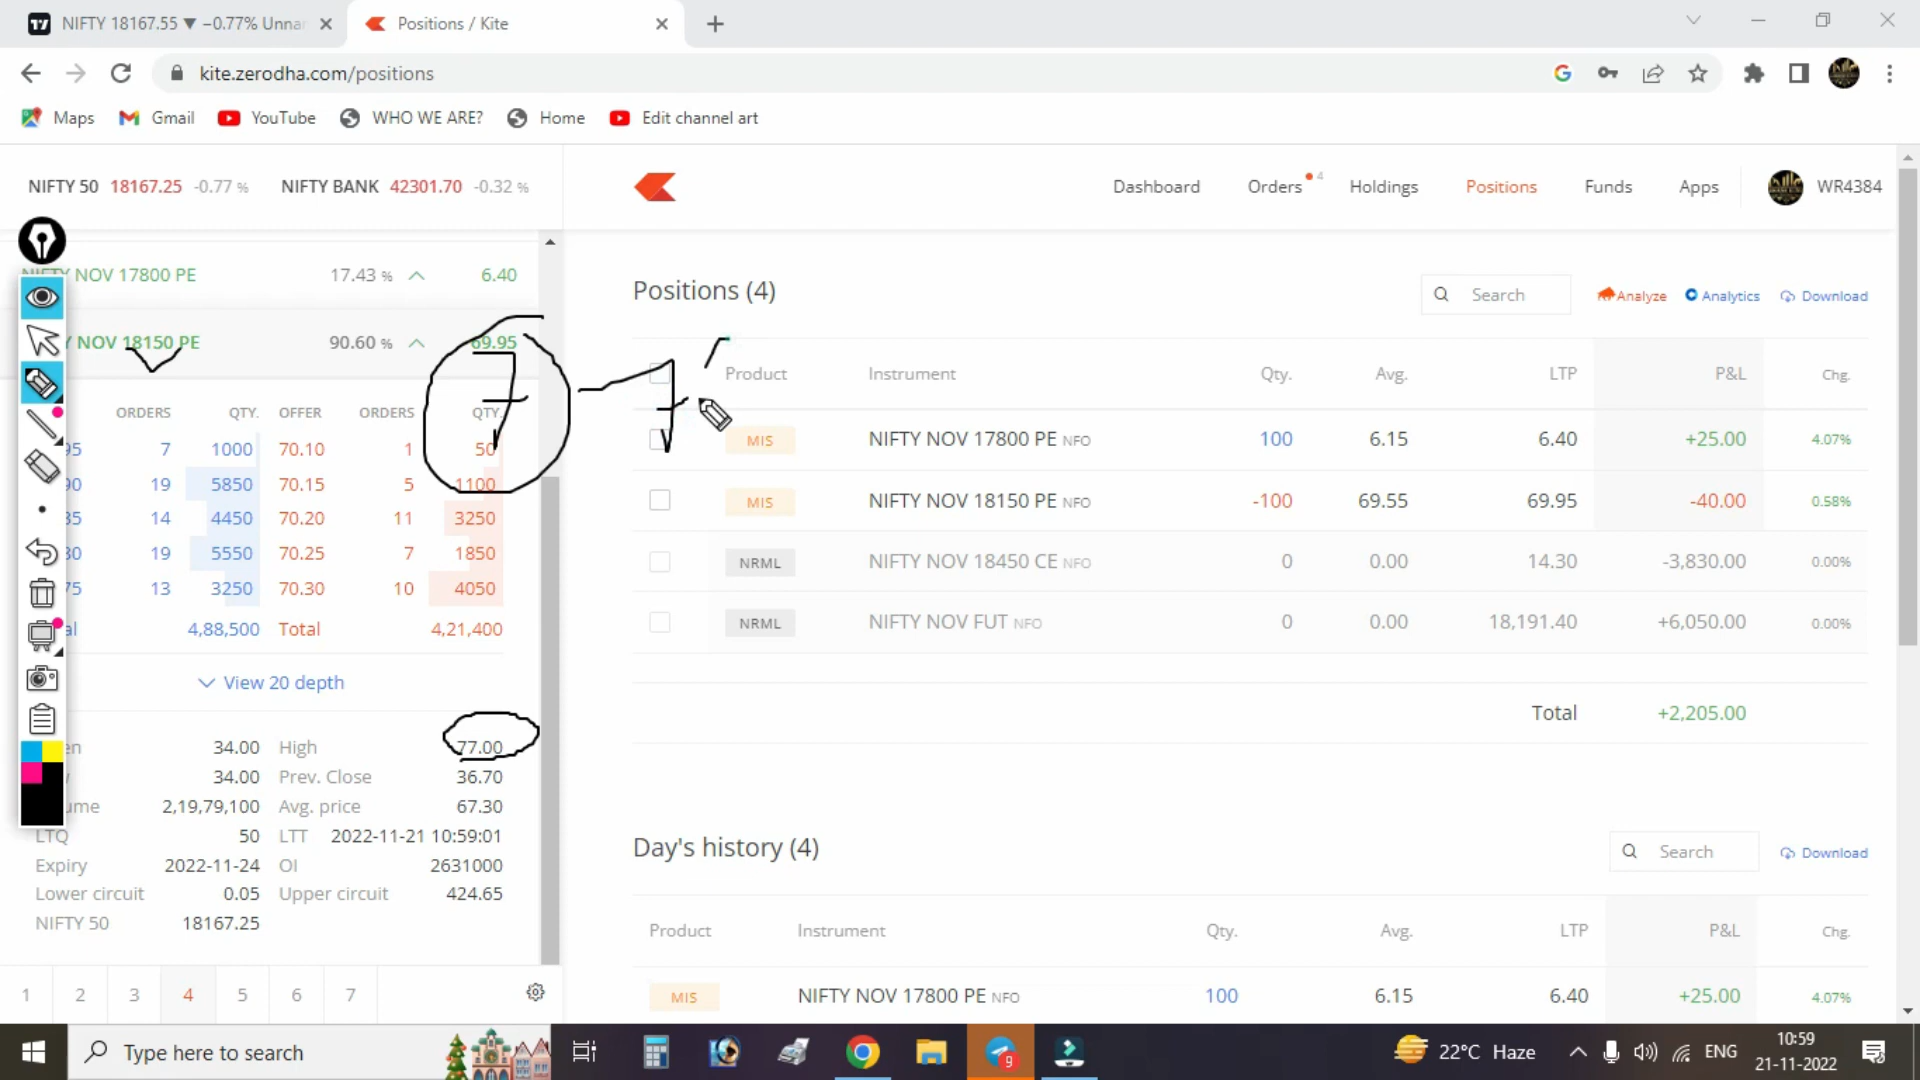 NIFTY 18167.55 ▼ −0.77% Unnar
Positions / Kite
kite.zerodha.com/positions
Maps
Gmail
YouTube
WHO WE ARE?
Home
Edit channel art
NIFTY 50 18167.25 -0.77 %
NIFTY BANK 42301.70 -0.32 %
Dashboard
Orders 4
Holdings
Positions
Funds
Apps
WR4384
NIFTY NOV 17800 PE 17.43 % 6.40
NOV 18150 PE 90.60 % 69.95
ORDERS QTY. OFFER ORDERS QTY.
95 7 1000 70.10 1 50
90 19 5850 70.15 5 1100
85 14 4450 70.20 11 3250
80 19 5550 70.25 7 1850
75 13 3250 70.30 10 4050
al 4,88,500 Total 4,21,400
View 20 depth
en 34.00 High 77.00
34.00 Prev. Close 36.70
ume 2,19,79,100 Avg. price 67.30
LTQ 50 LTT 2022-11-21 10:59:01
Expiry 2022-11-24 OI 2631000
Lower circuit 0.05 Upper circuit 424.65
NIFTY 50 18167.25
1 2 3 4 5 6 7
7
7
Positions (4)
Search
Analyze
Analytics
Download
Product Instrument Qty. Avg. LTP P&L Chg.
MIS NIFTY NOV 17800 PE NFO 100 6.15 6.40 +25.00 4.07%
MIS NIFTY NOV 18150 PE NFO -100 69.55 69.95 -40.00 0.58%
NRML NIFTY NOV 18450 CE NFO 0 0.00 14.30 -3,830.00 0.00%
NRML NIFTY NOV FUT NFO 0 0.00 18,191.40 +6,050.00 0.00%
Total +2,205.00
Day's history (4)
Search
Download
Product Instrument Qty. Avg. LTP P&L Chg.
MIS NIFTY NOV 17800 PE NFO 100 6.15 6.40 +25.00 4.07%
Type here to search
9
22°C Haze
ENG
10:59
21-11-2022